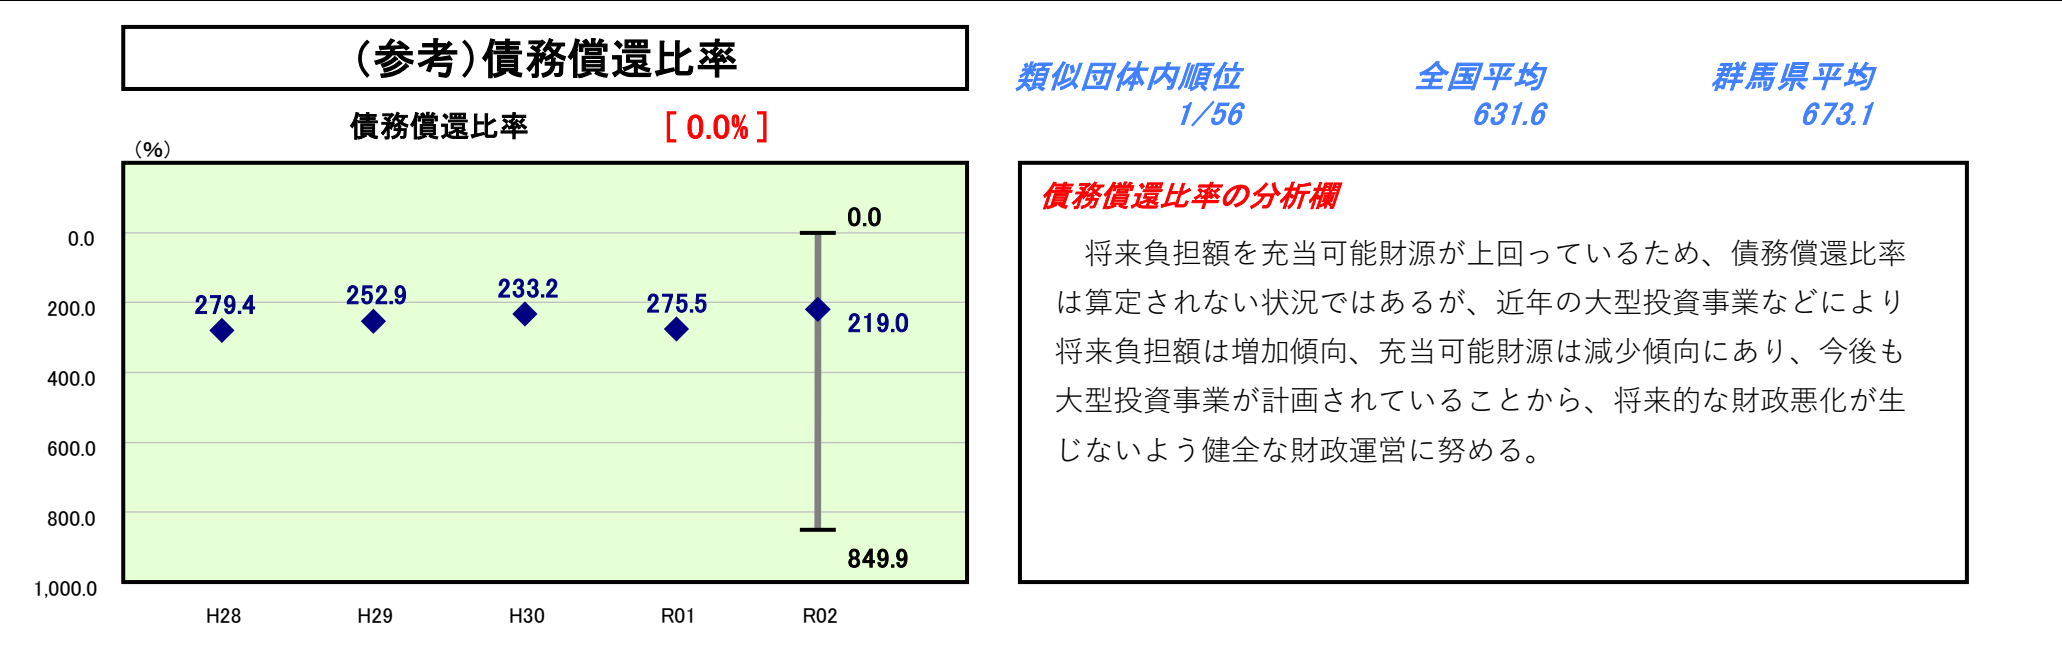 （参考）債務償還比率
債務償還比率 [ 0.0% ]
類似団体内順位
1/56
全国平均
631.6
群馬県平均
673.1
（%）
0.0
200.0
400.0
600.0
800.0
1,000.0
279.4
252.9
233.2
275.5
0.0
219.0
849.9
H28 H29 H30 R01 R02
債務償還比率の分析欄
　将来負担額を充当可能財源が上回っているため、債務償還比率
は算定されない状況ではあるが、近年の大型投資事業などにより
将来負担額は増加傾向、充当可能財源は減少傾向にあり、今後も
大型投資事業が計画されていることから、将来的な財政悪化が生
じないよう健全な財政運営に努める。